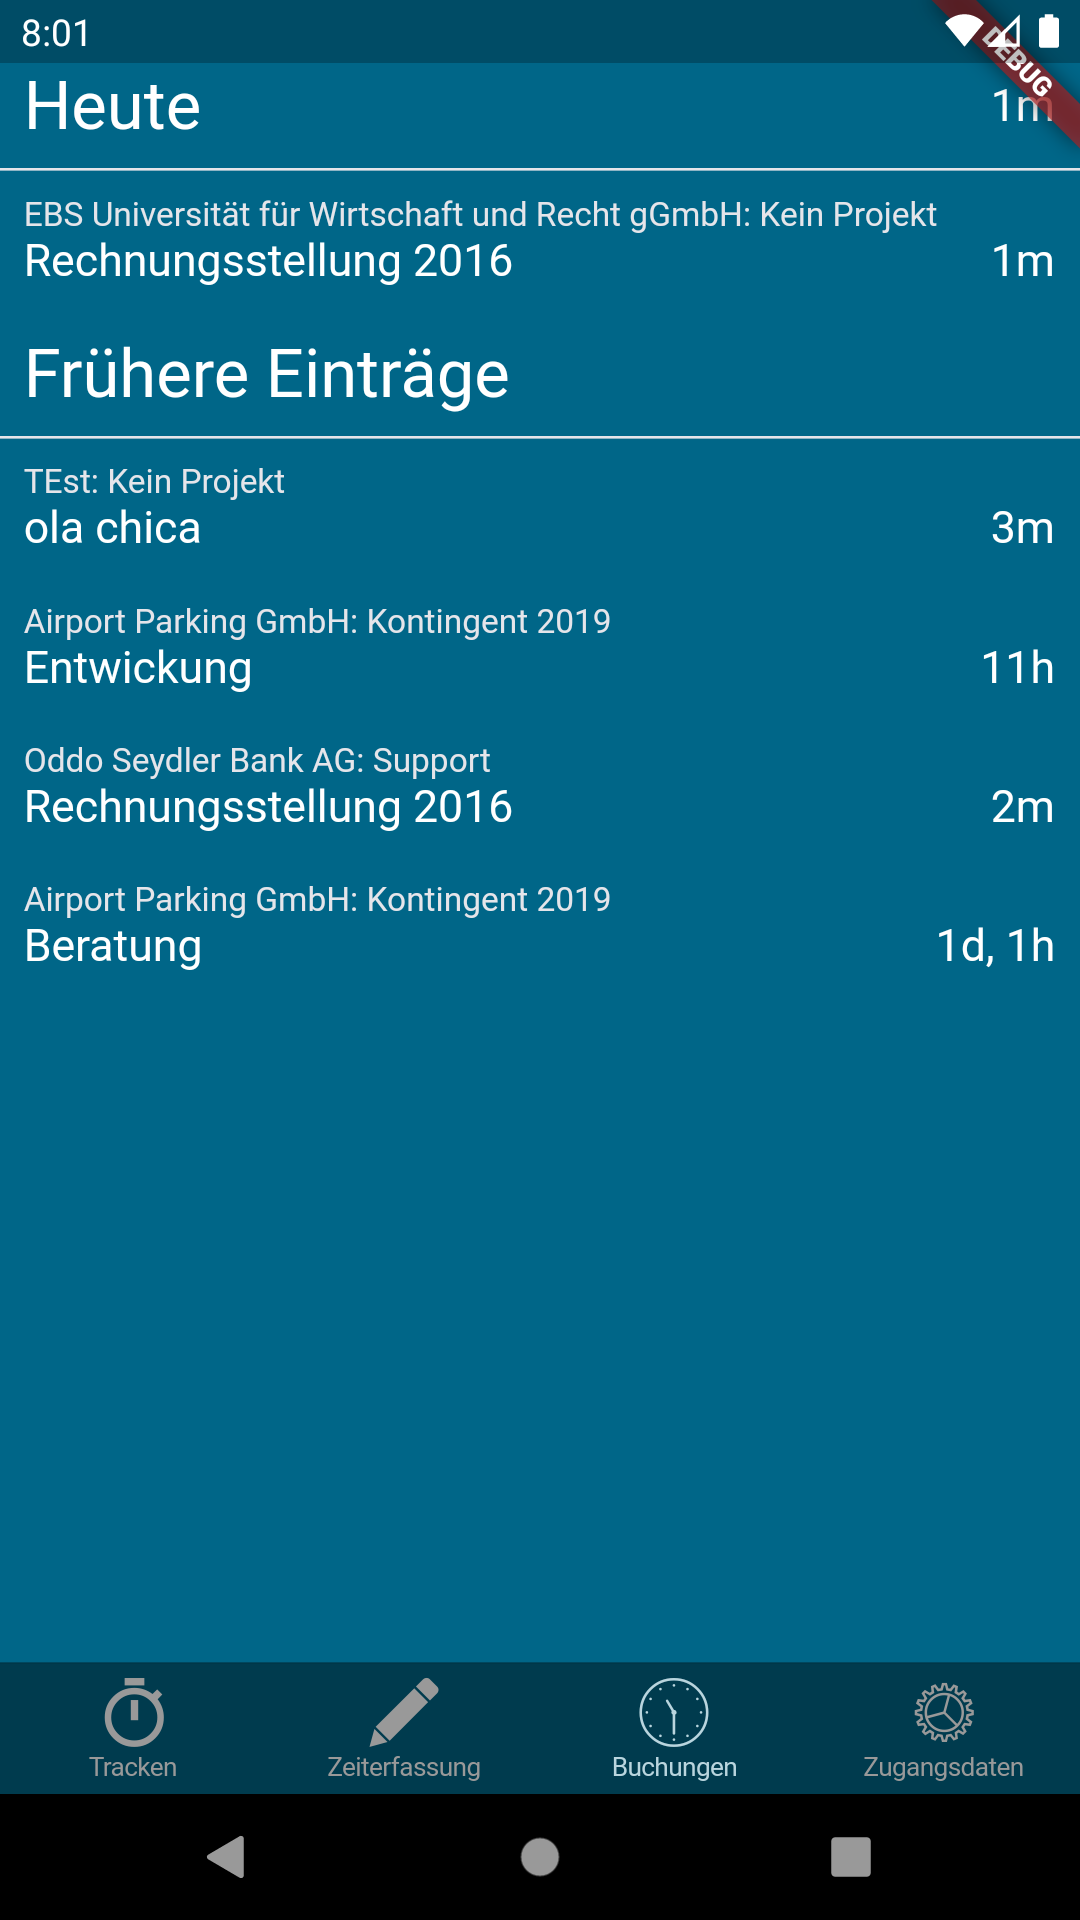 8:01
DEBUG
Heute 1m
EBS Universität für Wirtschaft und Recht gGmbH: Kein Projekt
Rechnungsstellung 2016 1m
Frühere Einträge
TEst: Kein Projekt
ola chica 3m
Airport Parking GmbH: Kontingent 2019
Entwickung 11h
Oddo Seydler Bank AG: Support
Rechnungsstellung 2016 2m
Airport Parking GmbH: Kontingent 2019
Beratung 1d, 1h
Tracken Zeiterfassung Buchungen Zugangsdaten